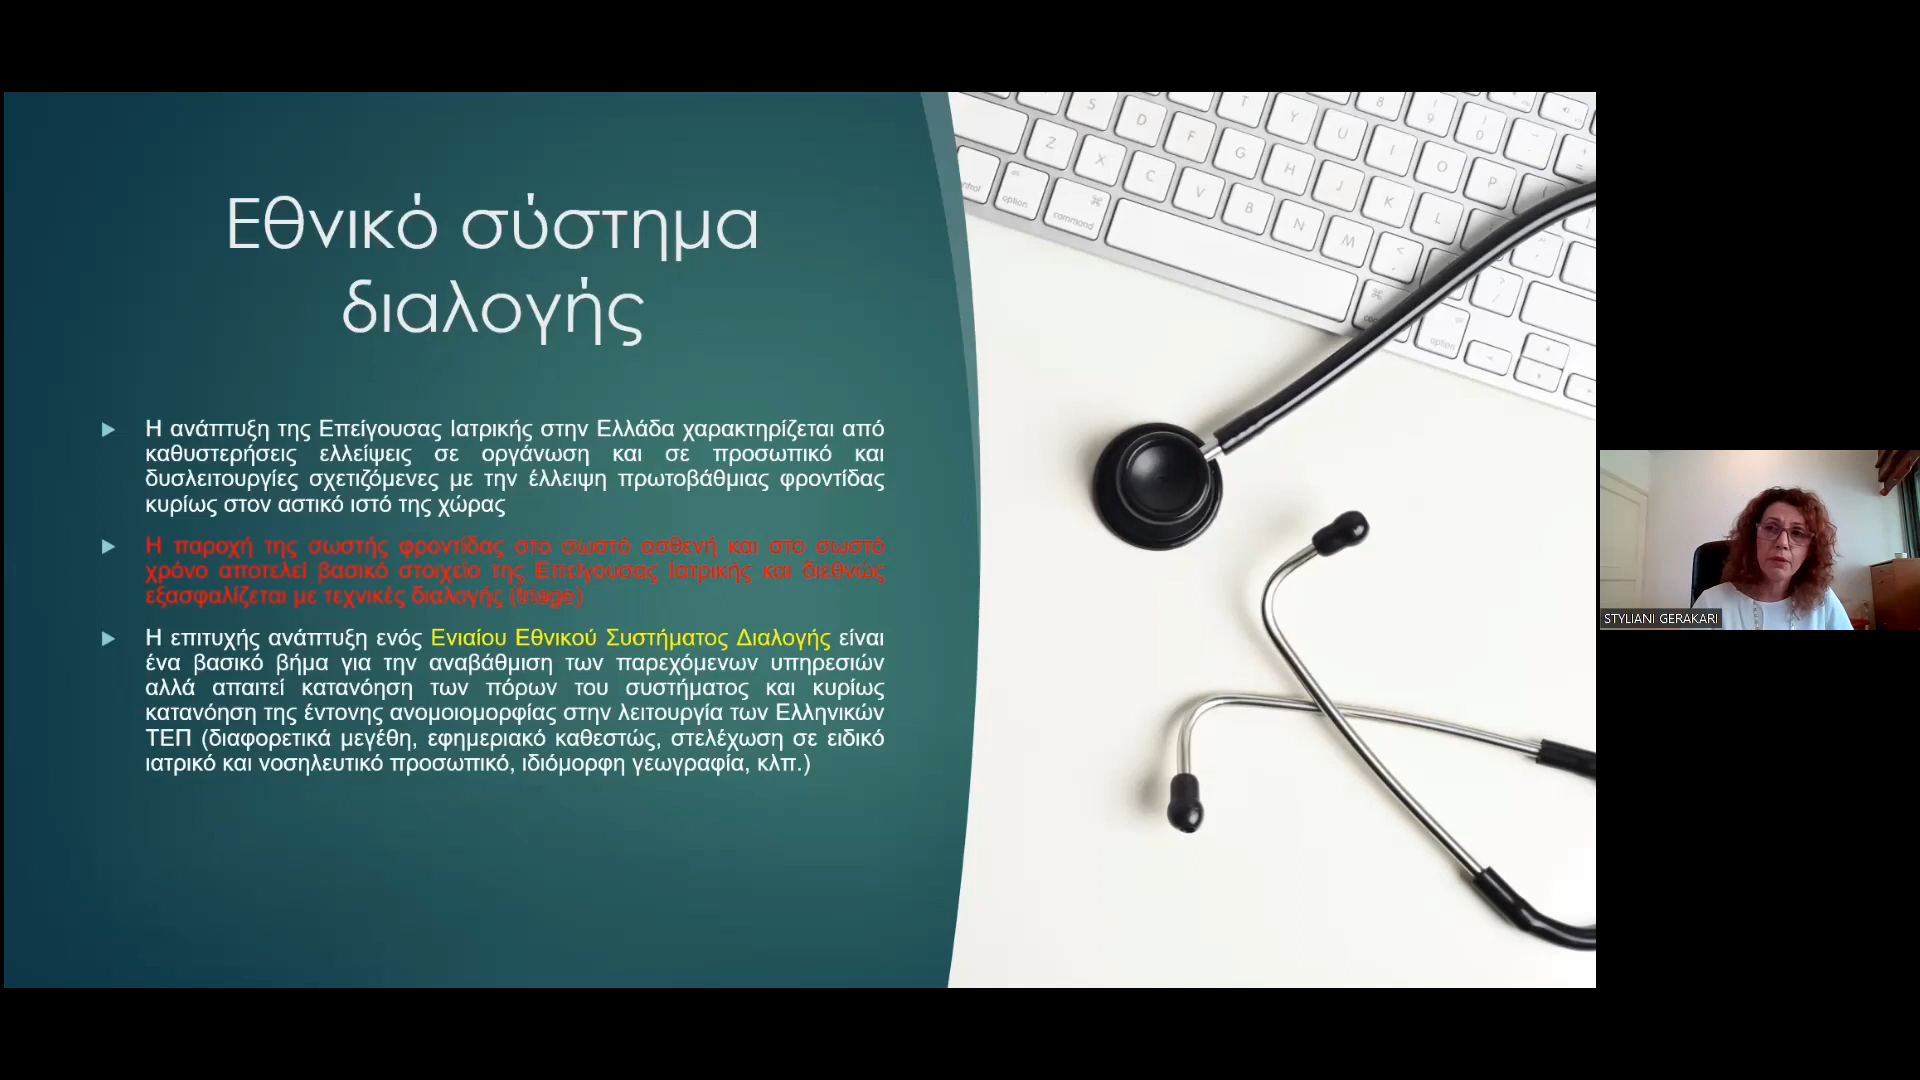 Εθνικό σύστημα
διαλογής
Η ανάπτυξη της Επείγουσας Ιατρικής στην Ελλάδα χαρακτηρίζεται από
καθυστερήσεις ελλείψεις σε οργάνωση και σε προσωπικό και
δυσλειτουργίες σχετιζόμενες με την έλλειψη πρωτοβάθμιας φροντίδας
κυρίως στον αστικό ιστό της χώρας
Η παροχή της σωστής φροντίδας στο σωστό ασθενή και στο σωστό
χρόνο αποτελεί βασικό στοιχείο της Επείγουσας Ιατρικής και διεθνώς
εξασφαλίζεται με τεχνικές διαλογής (triage)
Η επιτυχής ανάπτυξη ενός Ενιαίου Εθνικού Συστήματος Διαλογής είναι
ένα βασικό βήμα για την αναβάθμιση των παρεχόμενων υπηρεσιών
αλλά απαιτεί κατανόηση των πόρων του συστήματος και κυρίως
κατανόηση της έντονης ανομοιομορφίας στην λειτουργία των Ελληνικών
ΤΕΠ (διαφορετικά μεγέθη, εφημεριακό καθεστώς, στελέχωση σε ειδικό
ιατρικό και νοσηλευτικό προσωπικό, ιδιόμορφη γεωγραφία, κλπ.)
S D F G H J K L
T Y U I O P
Z X C V B N M
option
command
option
STYLIANI GERAKARI